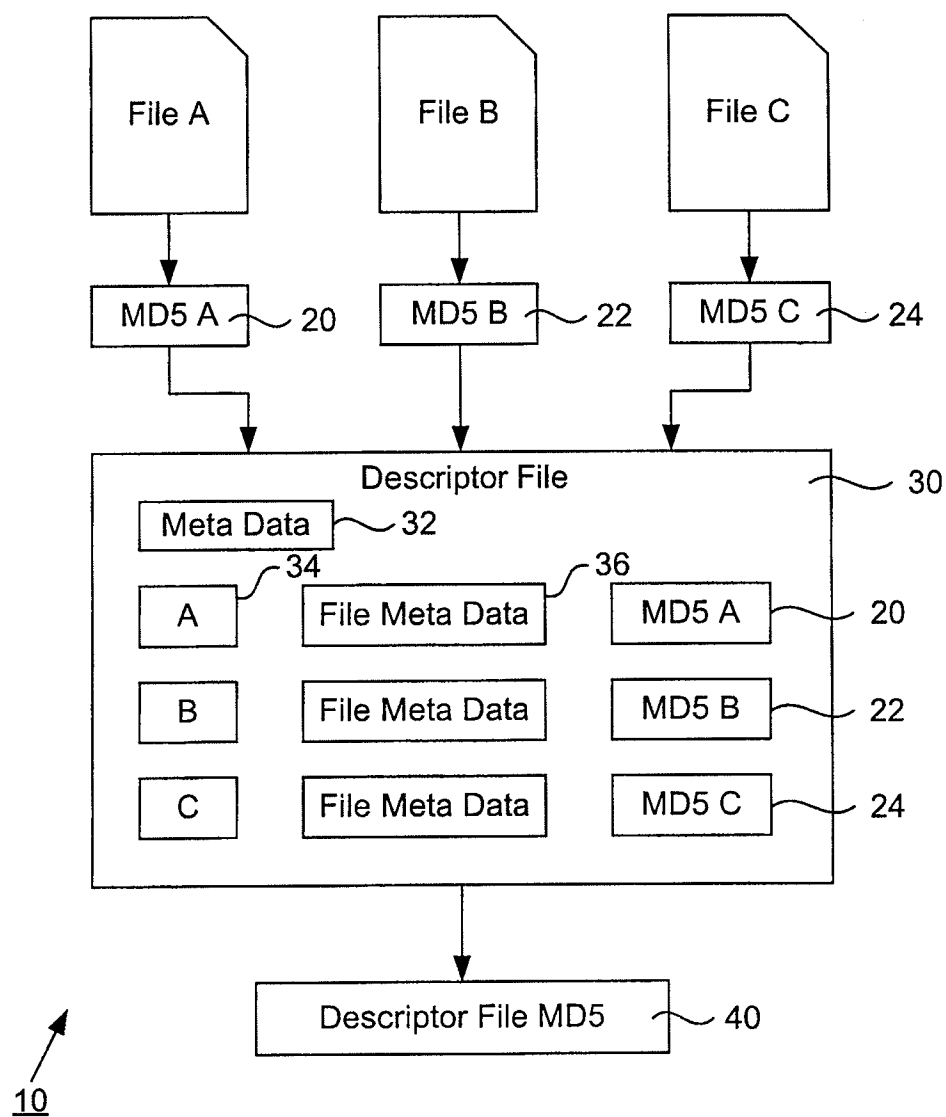 File A
File B
File C
MD5 A
20
MD5 B
22
MD5 C
24
Descriptor File
30
Meta Data
32
34
36
A
File Meta Data
MD5 A
20
B
File Meta Data
MD5 B
22
C
File Meta Data
MD5 C
24
Descriptor File MD5
40
10